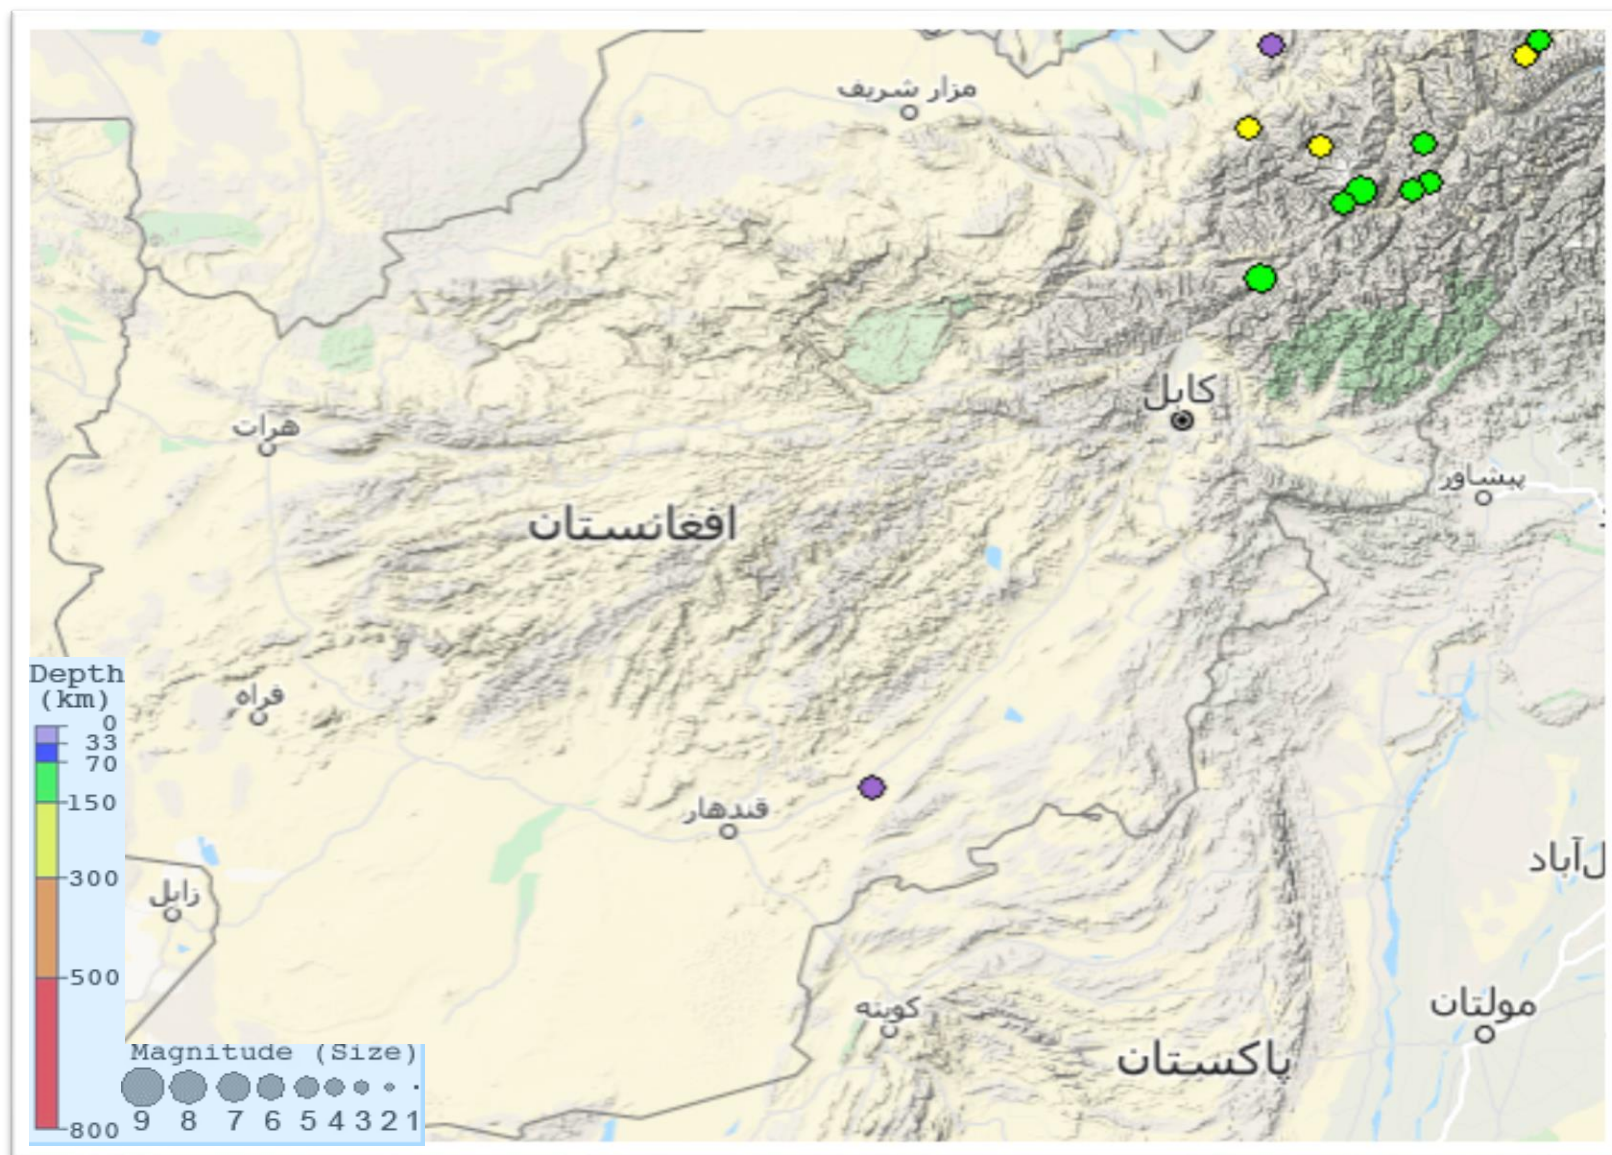 مزار شریف
کابل
هرات
پیشاور
افغانستان
Depth
(km)
0
33
70
150
300
500
800
فراه
قندهار
ل‌آباد
زابل
کویته
مولتان
پاکستان
Magnitude (Size)
9 8 7 6 5 4 3 2 1